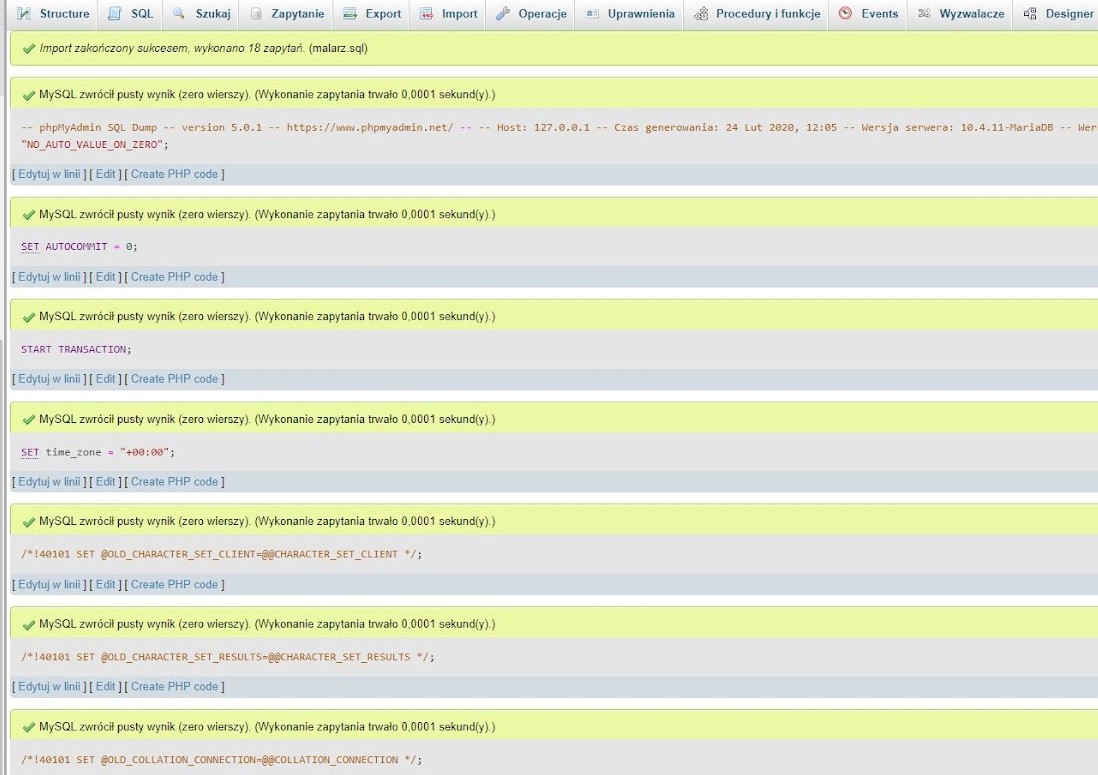 Structure SQL Szukaj Zapytanie Export Import Operacje Uprawnienia Procedury i funkcje Events Wyzwalacze Designer
Import zakończony sukcesem, wykonano 18 zapytań. (malarz.sql)
MySQL zwrócił pusty wynik (zero wierszy). (Wykonanie zapytania trwało 0,0001 sekund(y).)
-- phpMyAdmin SQL Dump -- version 5.0.1 -- https://www.phpmyadmin.net/ -- -- Host: 127.0.0.1 -- Czas generowania: 24 Lut 2020, 12:05 -- Wersja serwera: 10.4.11-MariaDB -- Wer
"NO_AUTO_VALUE_ON_ZERO";
[ Edytuj w linii ] [ Edit ] [ Create PHP code ]
MySQL zwrócił pusty wynik (zero wierszy). (Wykonanie zapytania trwało 0,0001 sekund(y).)
SET AUTOCOMMIT = 0;
[ Edytuj w linii ] [ Edit ] [ Create PHP code ]
MySQL zwrócił pusty wynik (zero wierszy). (Wykonanie zapytania trwało 0,0001 sekund(y).)
START TRANSACTION;
[ Edytuj w linii ] [ Edit ] [ Create PHP code ]
MySQL zwrócił pusty wynik (zero wierszy). (Wykonanie zapytania trwało 0,0001 sekund(y).)
SET time_zone = "+00:00";
[ Edytuj w linii ] [ Edit ] [ Create PHP code ]
MySQL zwrócił pusty wynik (zero wierszy). (Wykonanie zapytania trwało 0,0001 sekund(y).)
/*!40101 SET @OLD_CHARACTER_SET_CLIENT=@@CHARACTER_SET_CLIENT */;
[ Edytuj w linii ] [ Edit ] [ Create PHP code ]
MySQL zwrócił pusty wynik (zero wierszy). (Wykonanie zapytania trwało 0,0001 sekund(y).)
/*!40101 SET @OLD_CHARACTER_SET_RESULTS=@@CHARACTER_SET_RESULTS */;
[ Edytuj w linii ] [ Edit ] [ Create PHP code ]
MySQL zwrócił pusty wynik (zero wierszy). (Wykonanie zapytania trwało 0,0001 sekund(y).)
/*!40101 SET @OLD_COLLATION_CONNECTION=@@COLLATION_CONNECTION */;